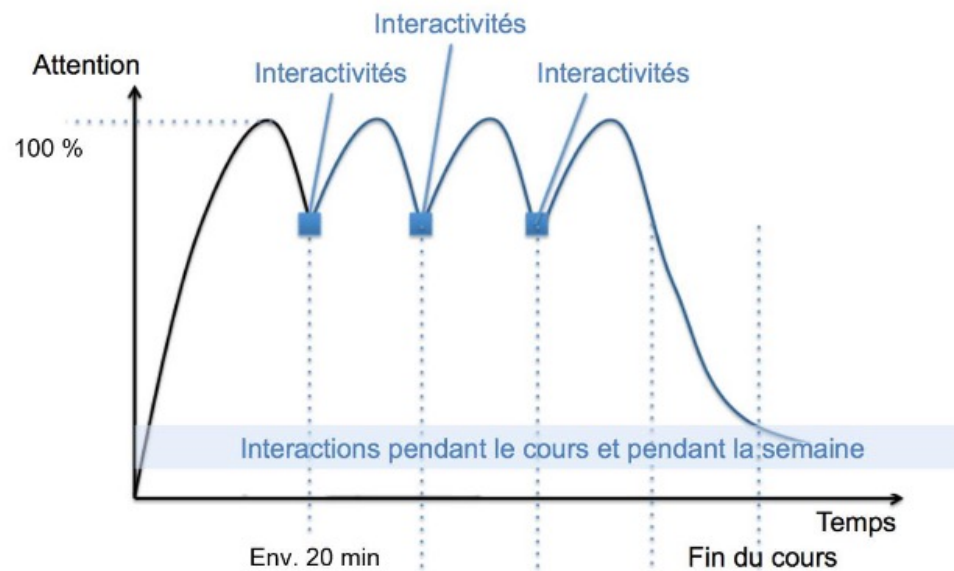 Interactivités
Attention
Interactivités
Interactivités
100 %
Interactions pendant le cours et pendant la semaine
Temps
Env. 20 min
Fin du cours